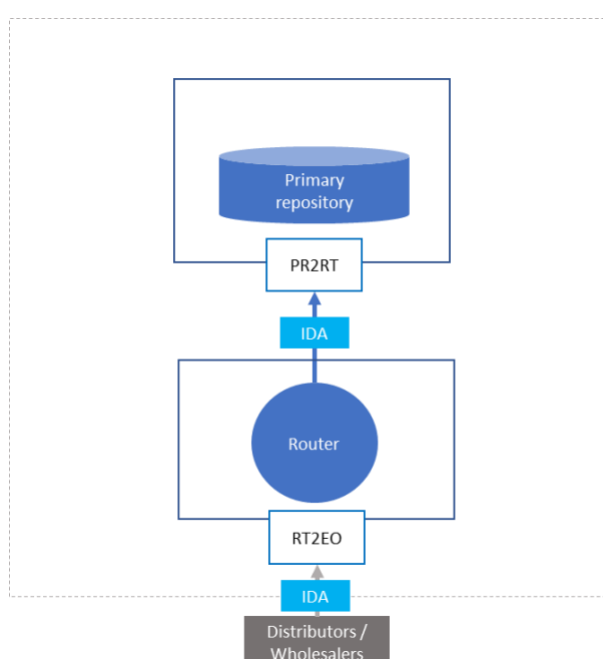 Primary
repository
PR2RT
IDA
Router
RT2EO
IDA
Distributors /
Wholesalers